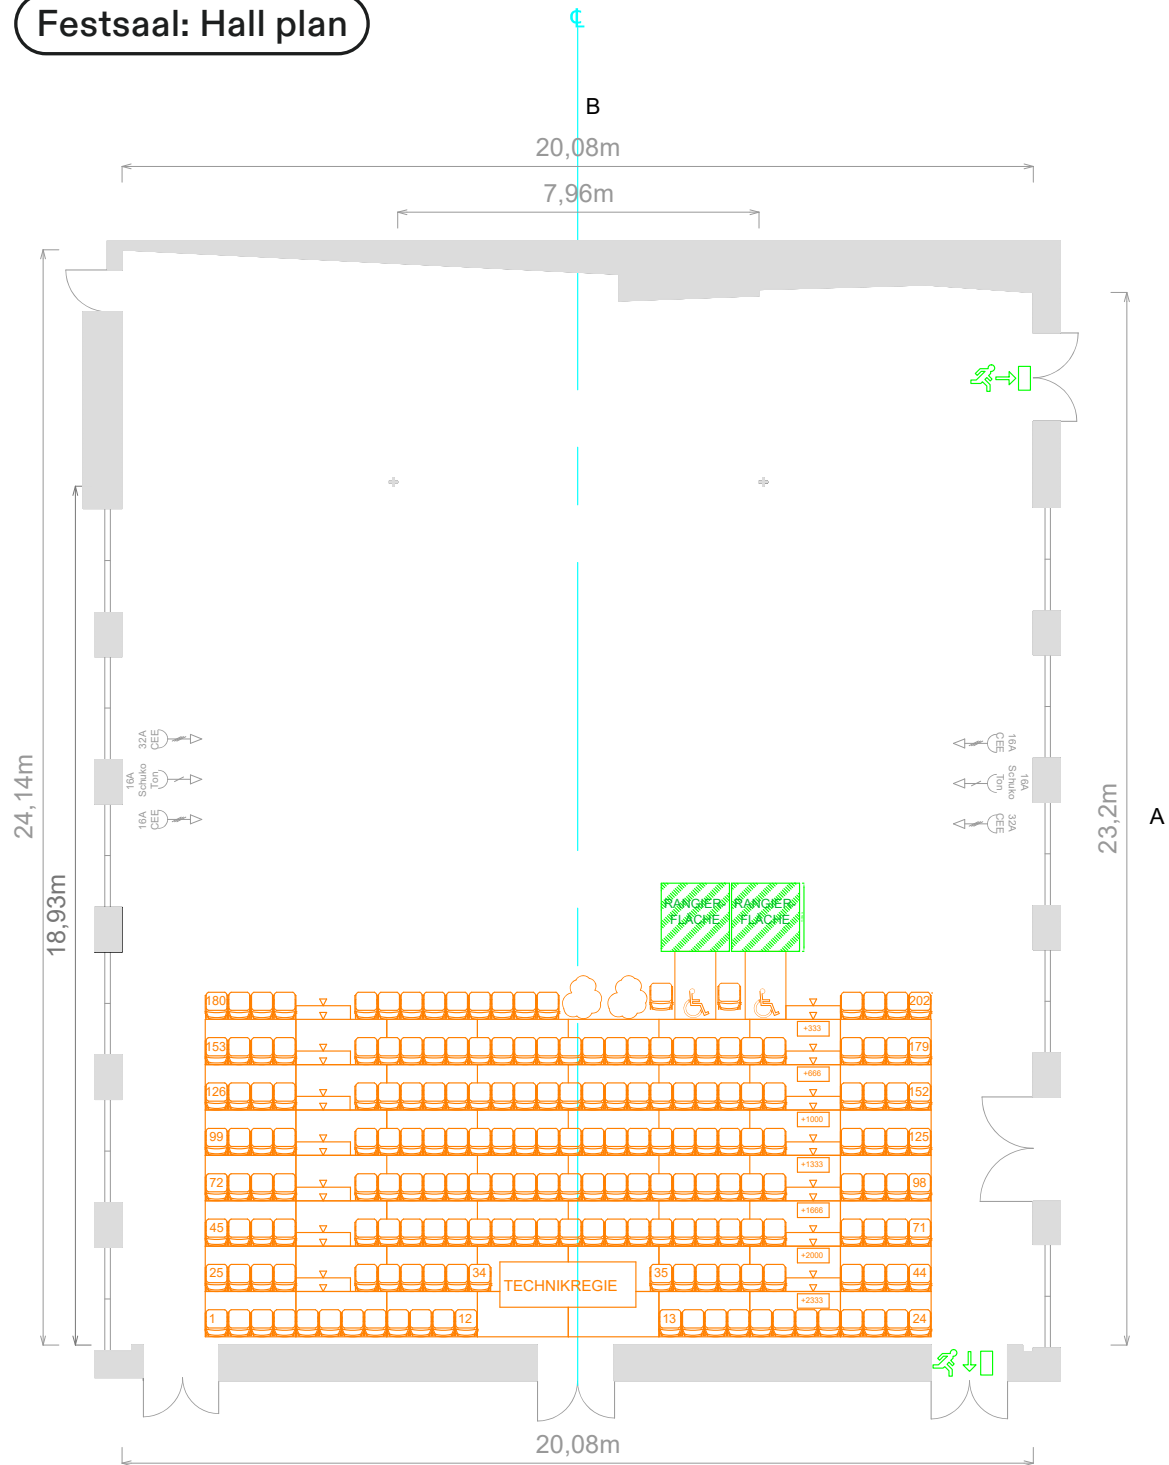 Festsaal: Hall plan
℄
B
20,08m
7,96m
24,14m
18,93m
23,2m
A
32A
CEE
16A
Schuko
Ton
16A
CEE
16A
CEE
16A
Schuko
Ton
32A
CEE
RANGIER-
FLÄCHE
RANGIER-
FLÄCHE
180
202
+333
153
179
+666
126
152
+1000
99
125
+1333
72
98
+1666
45
71
+2000
25
34
TECHNIKREGIE
35
44
+2333
1
12
13
24
20,08m